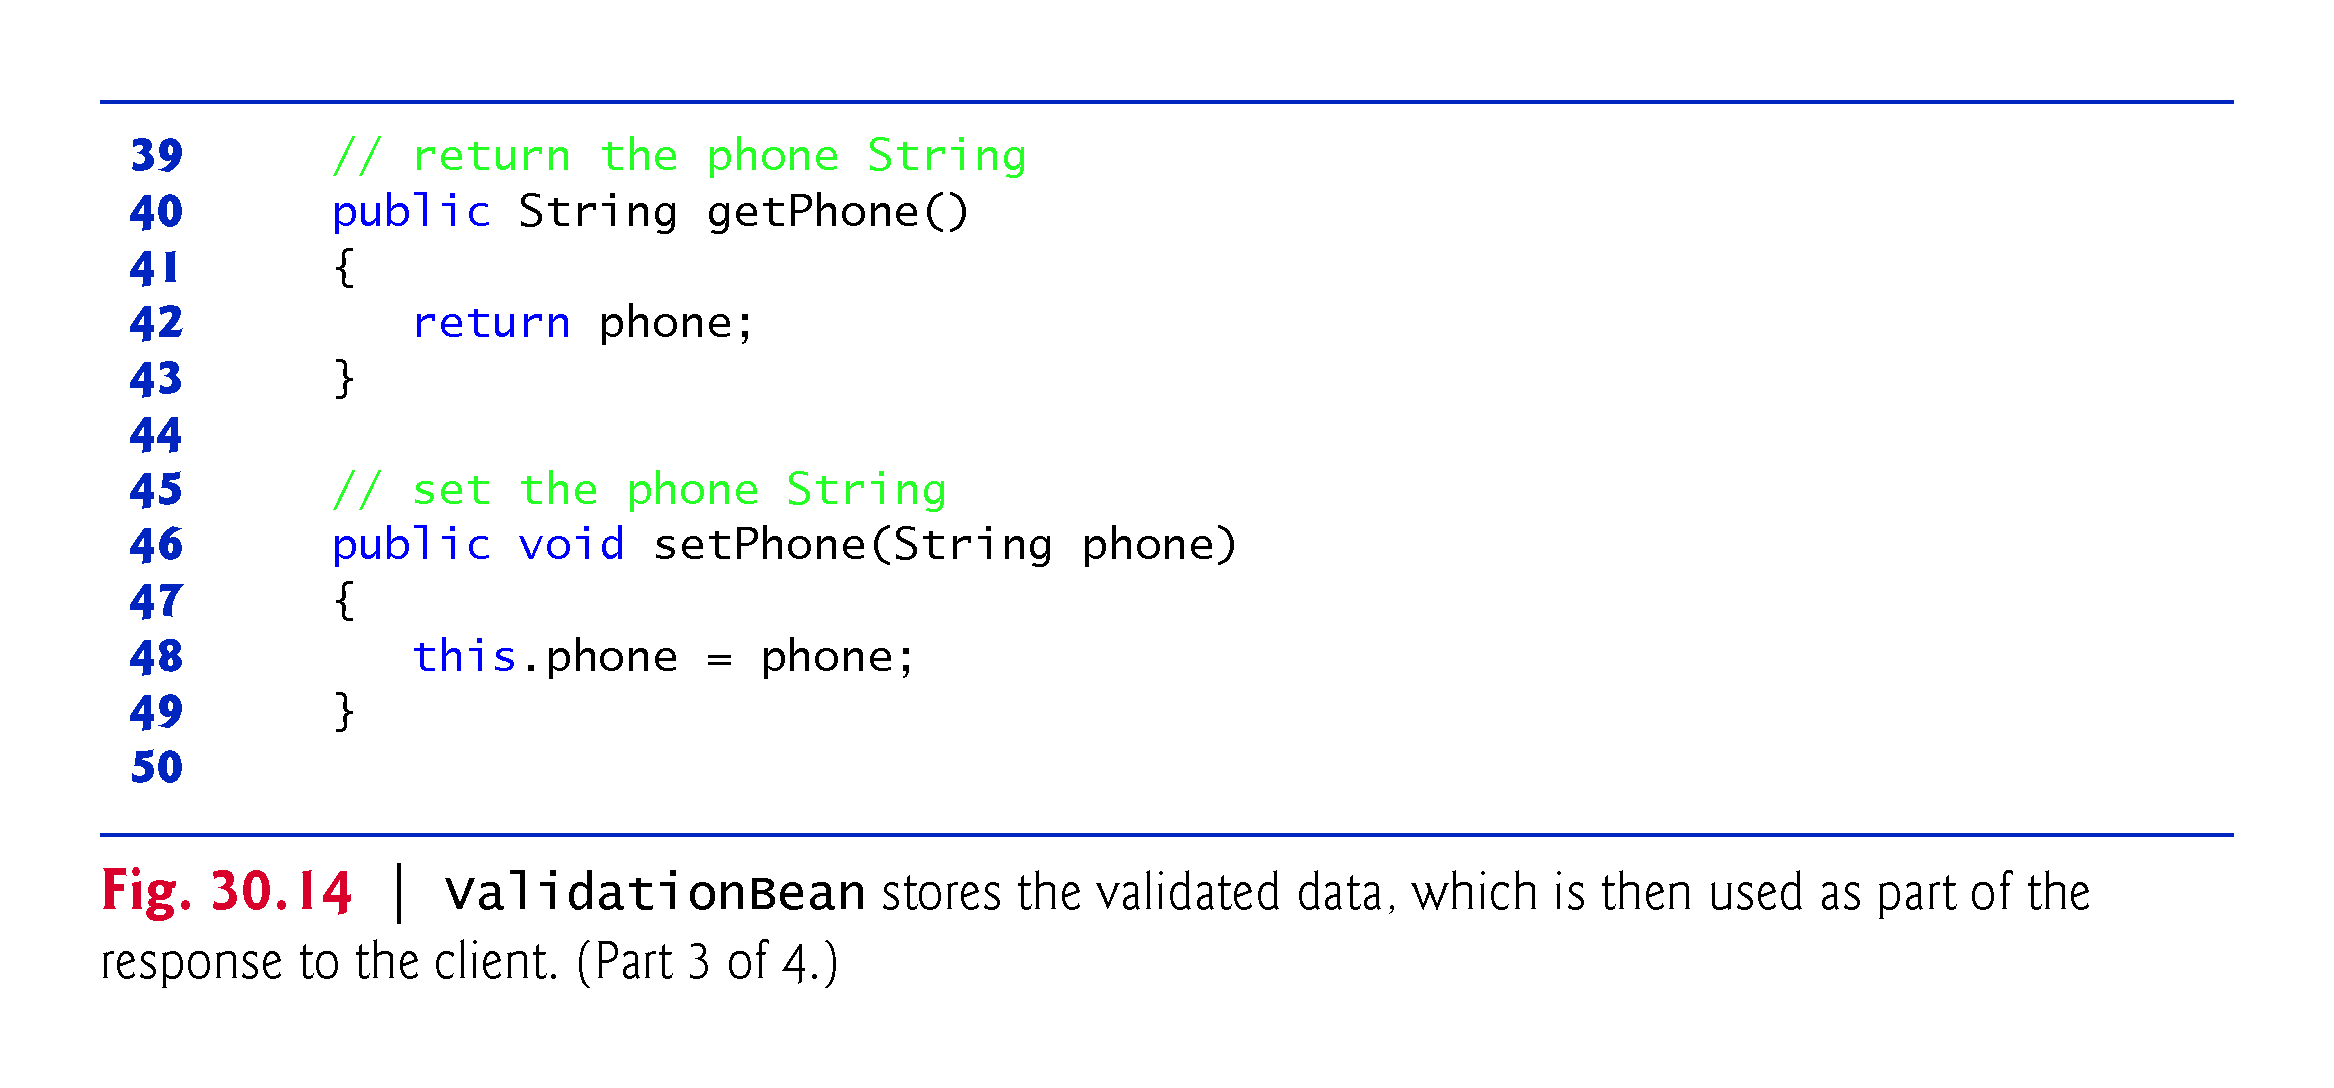 39 // return the phone String
40 public String getPhone()
41 {
42 return phone;
43 }
44
45 // set the phone String
46 public void setPhone(String phone)
47 {
48 this.phone = phone;
49 }
50
Fig. 30.14 | ValidationBean stores the validated data, which is then used as part of the
response to the client. (Part 3 of 4.)